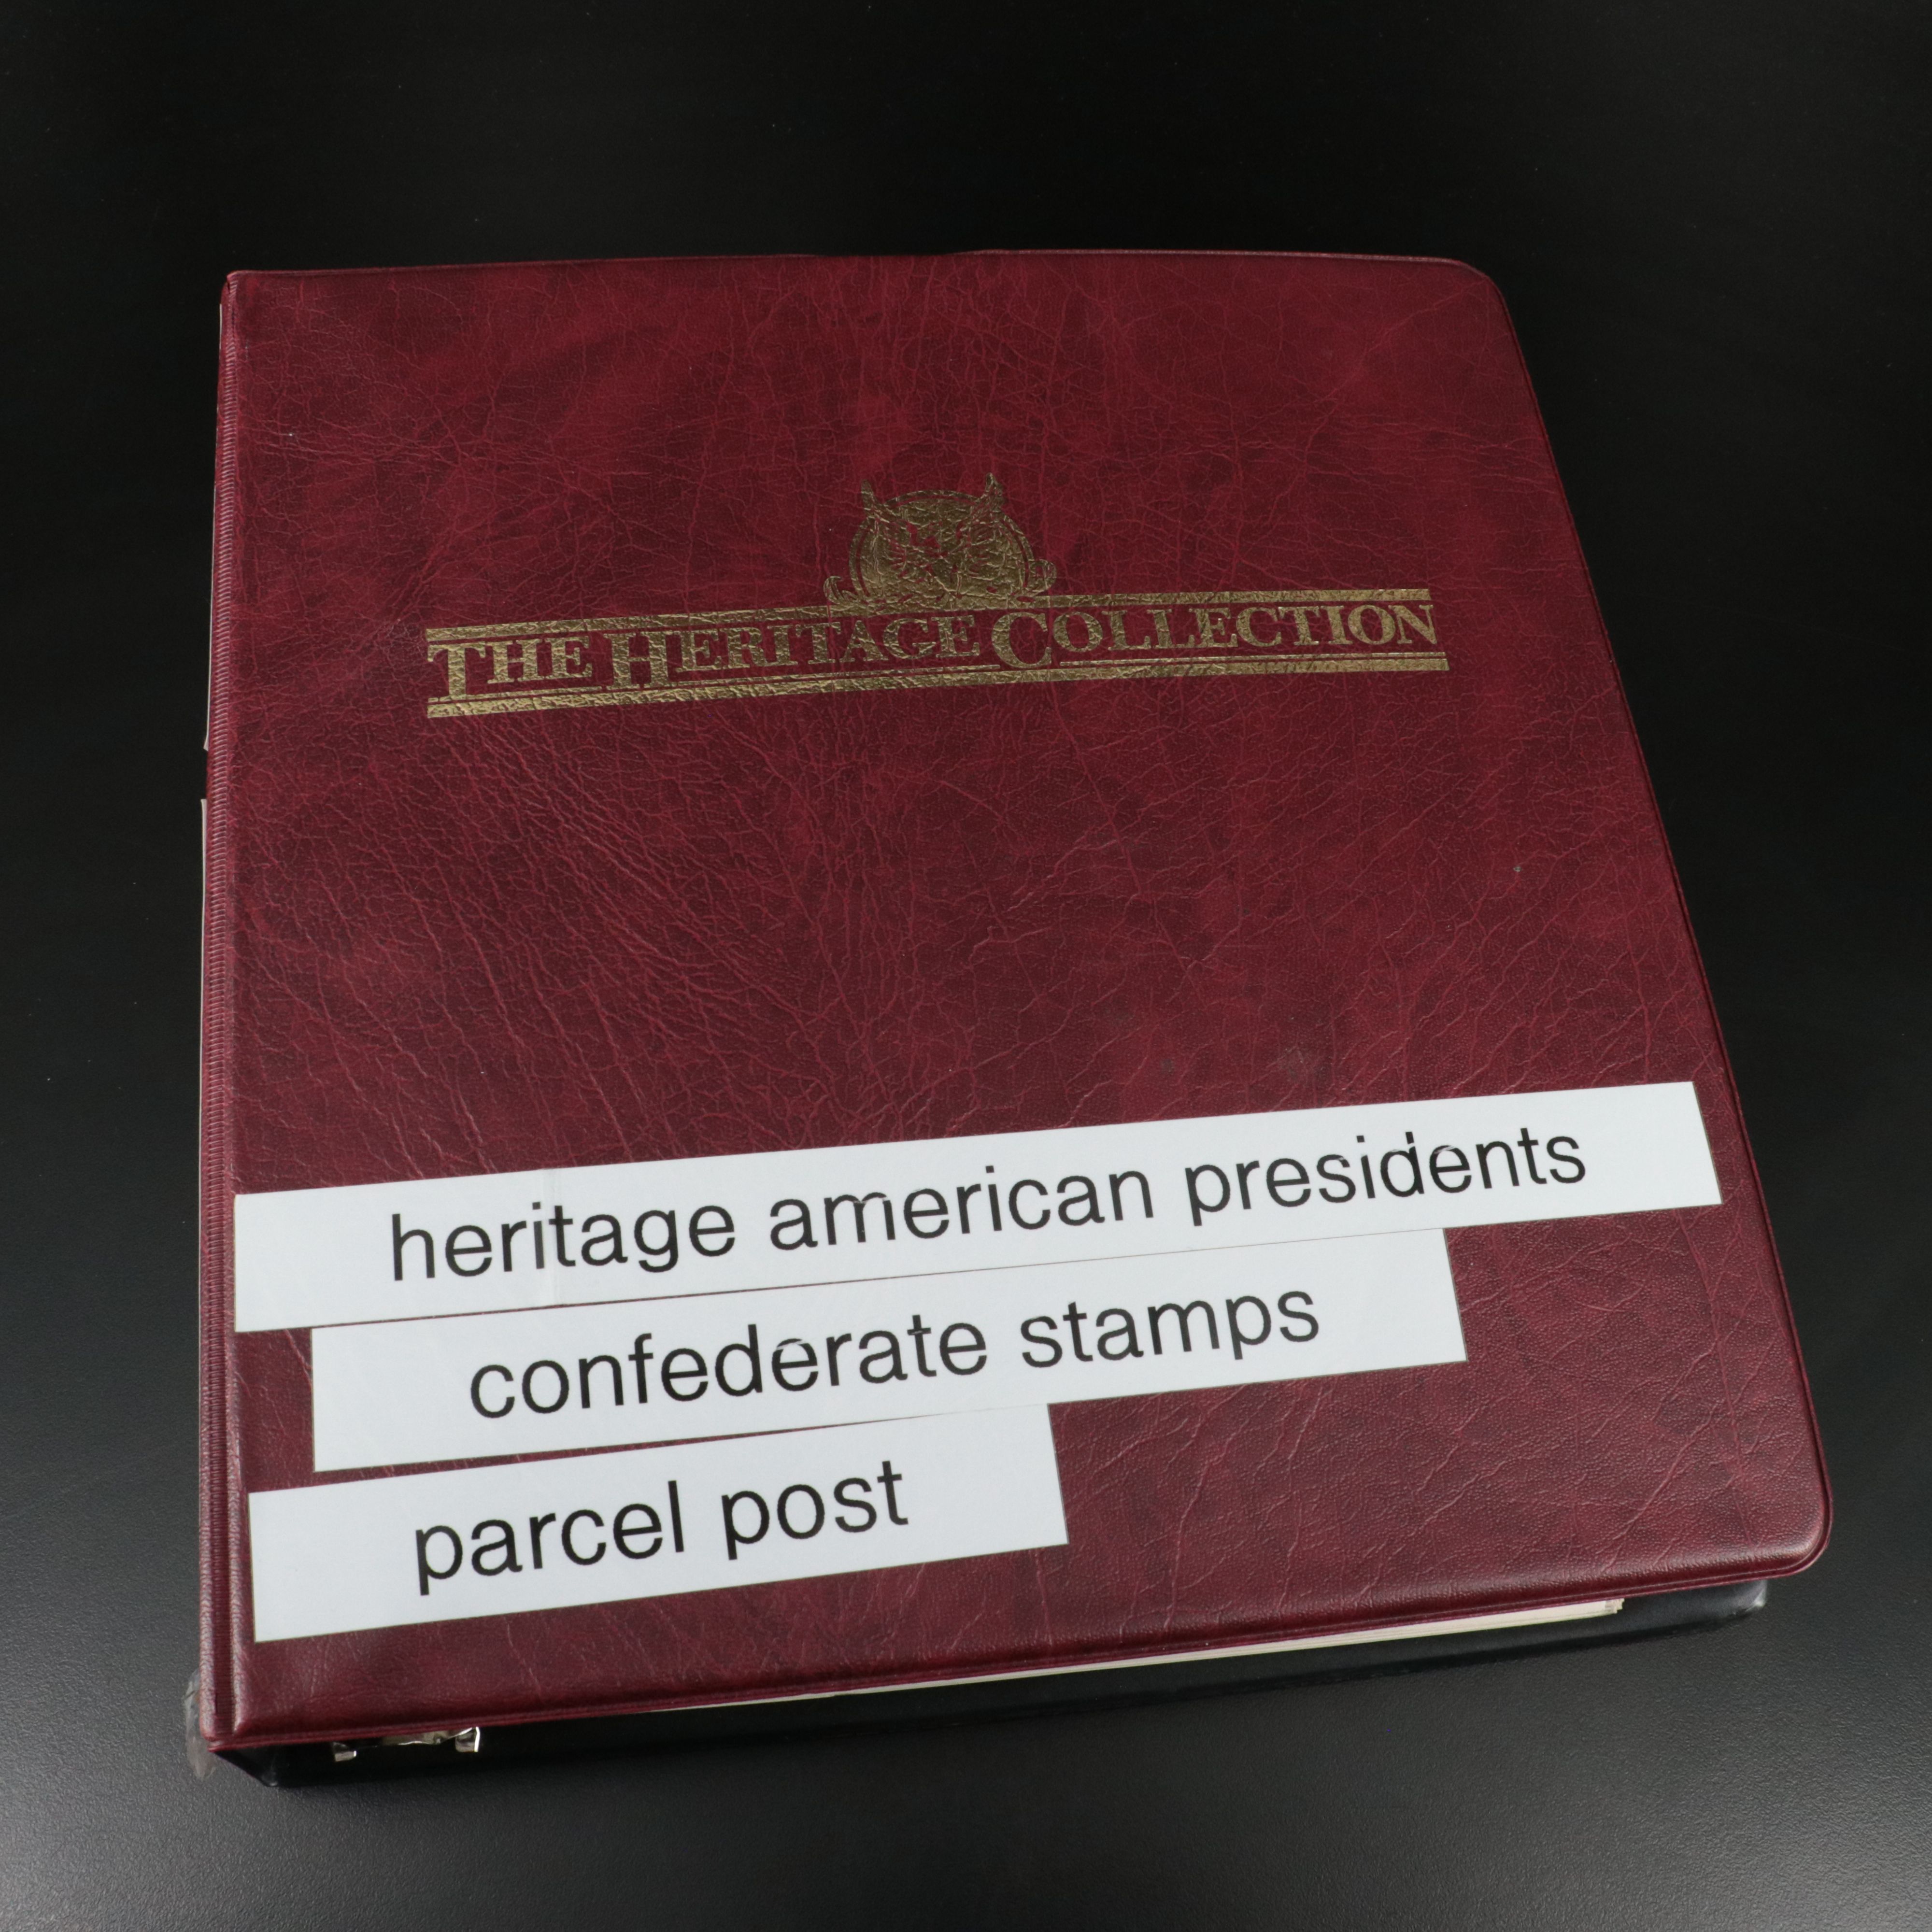 THE HERITAGE COLLECTION
heritage american presidents
confederate stamps
parcel post